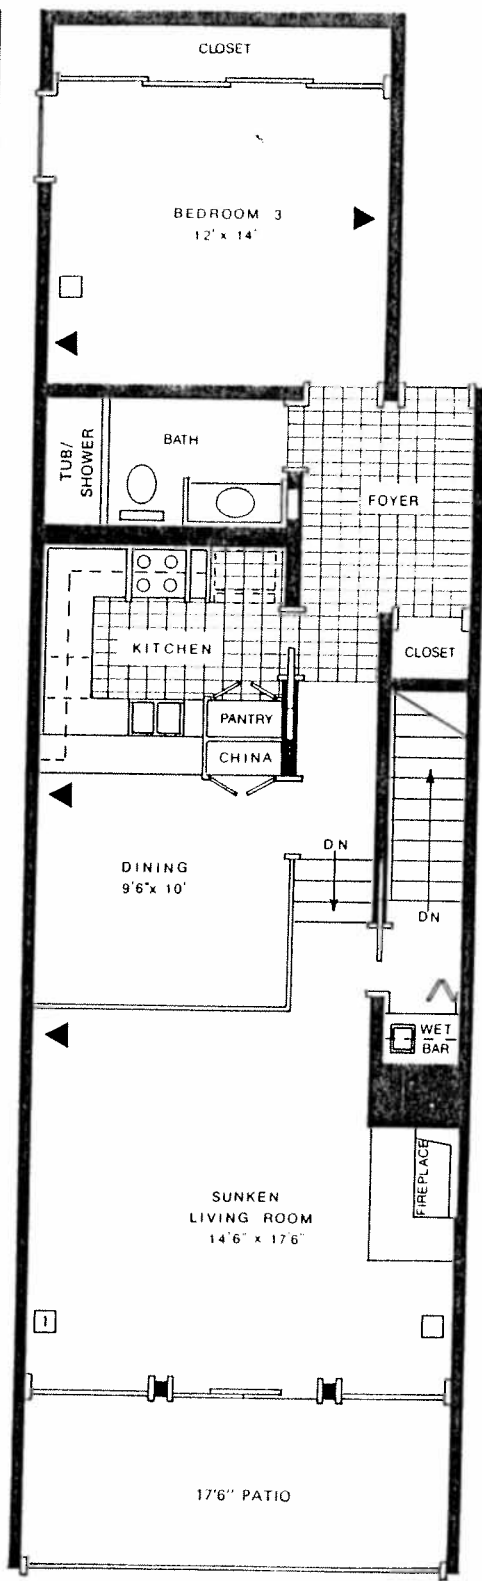 CLOSET
BEDROOM 3
12' x 14'
TUB/
SHOWER
BATH
FOYER
KITCHEN
CLOSET
PANTRY
CHINA
DINING
9'6" x 10'
DN
DN
WET
BAR
FIREPLACE
SUNKEN
LIVING ROOM
14'6" x 17'6"
1
17'6" PATIO